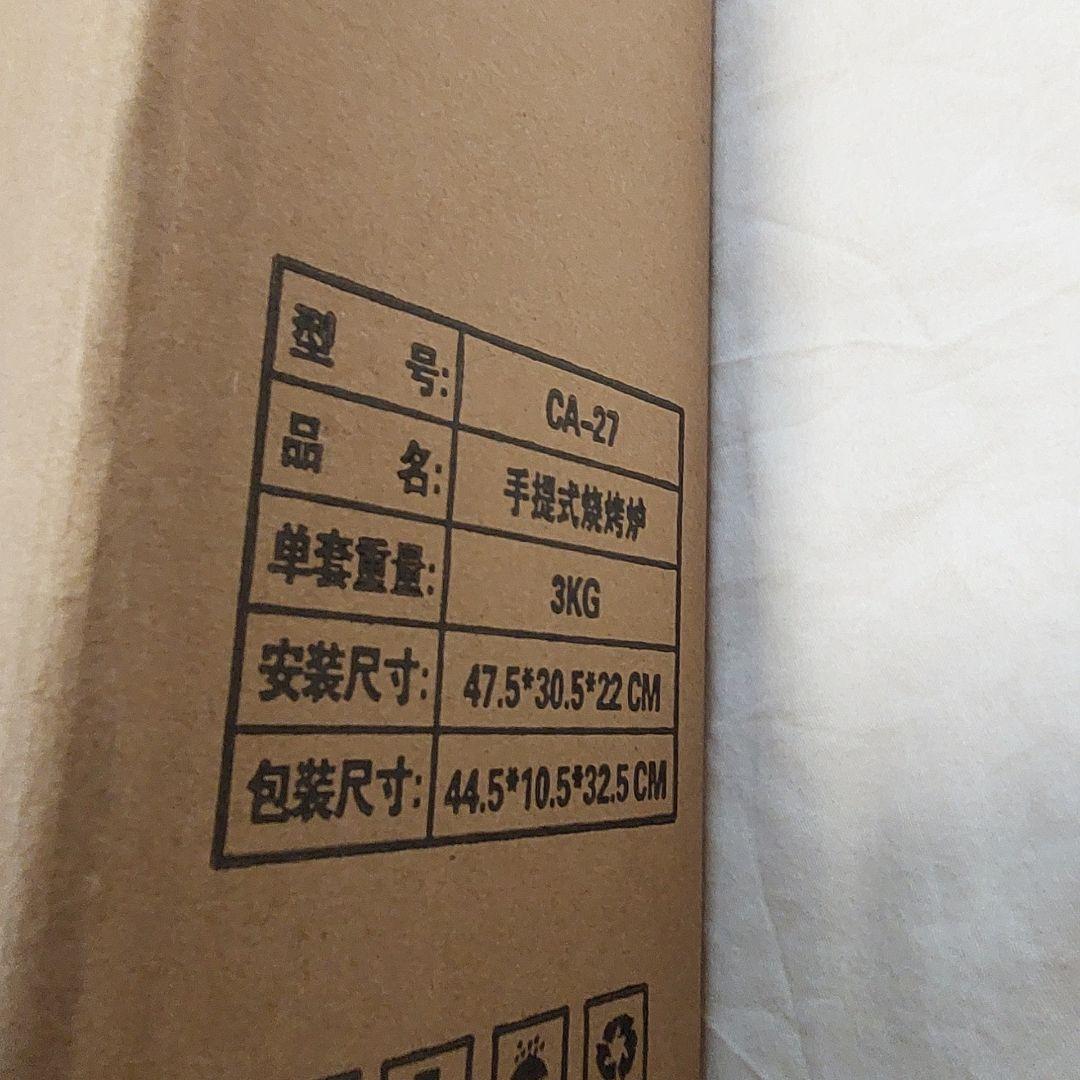 型 号: CA-27
品 名: 手提式烧烤炉
单套重量: 3KG
安装尺寸: 47.5*30.5*22 CM
包装尺寸: 44.5*10.5*32.5 CM